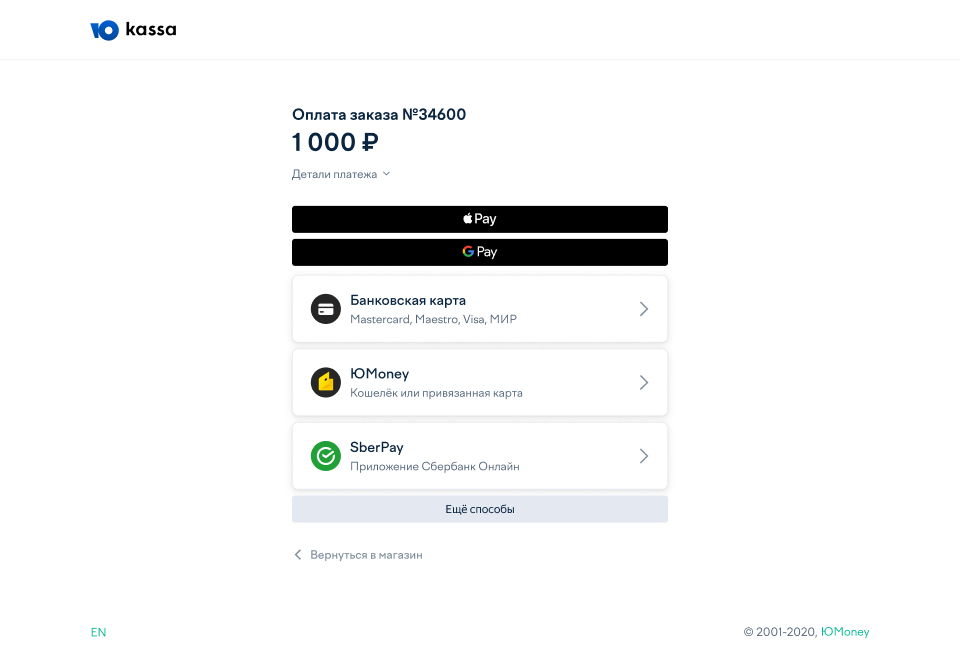 Ю kassa
Оплата заказа №34600
1 000 ₽
Детали платежа
Pay
G Pay
Банковская карта
Mastercard, Maestro, Visa, МИР
ЮMoney
Кошелёк или привязанная карта
SberPay
Приложение Сбербанк Онлайн
Ещё способы
Вернуться в магазин
EN
© 2001-2020, ЮMoney